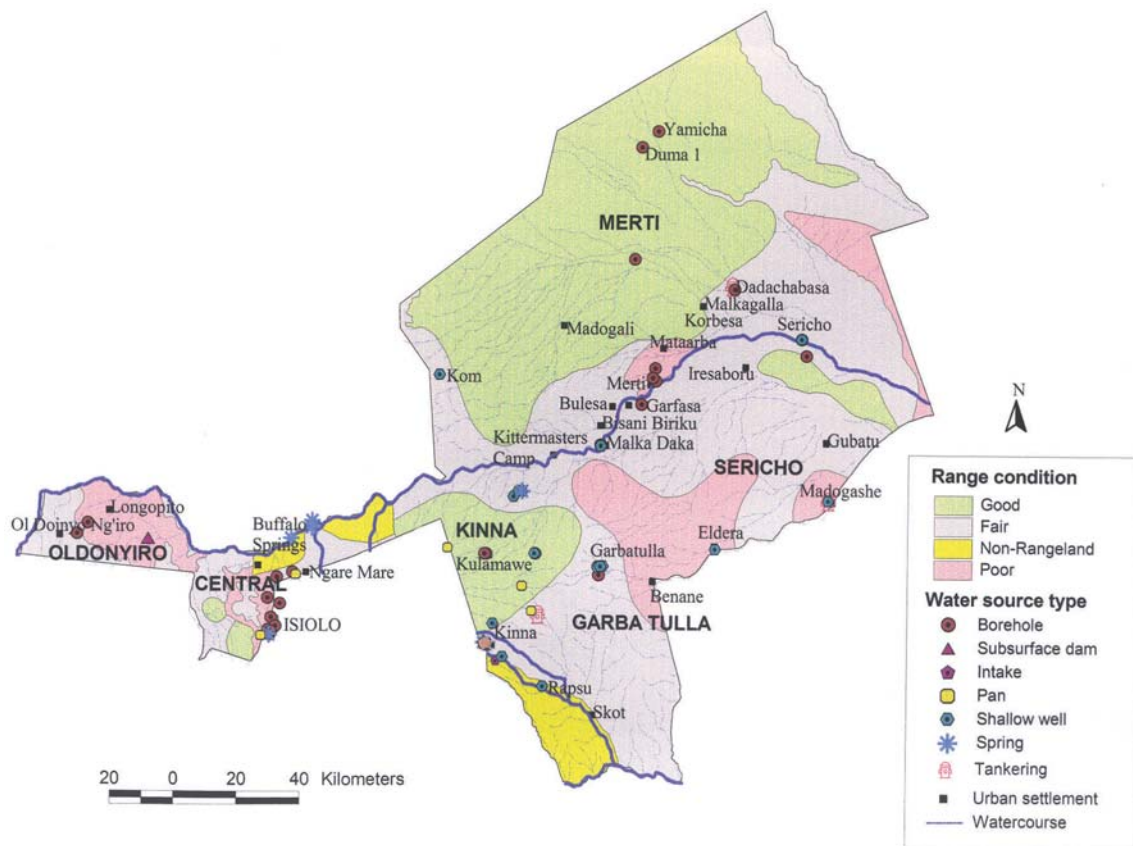 Yamicha
Duma 1
MERTI
Dadachabasa
Malkagalla
Korbesa
Sericho
Madogali
Mataarba
Kom
Merti
Iresaboru
Bulesa
Garfasa
Bisani Biriku
Kittermasters
Camp
Malka Daka
Gubatu
SERICHO
Longopito
Madogashe
Ol Doinyo Ng'iro
Buffalo
Springs
KINNA
OLDONYIRO
Kulamawe
Garbatulla
Eldera
CENTRAL
Ngare Mare
Benane
ISIOLO
GARBA TULLA
Kinna
Rapsu
Skot
20 0 20 40 Kilometers
N
Range condition
Good
Fair
Non-Rangeland
Poor
Water source type
Borehole
Subsurface dam
Intake
Pan
Shallow well
Spring
Tankering
Urban settlement
Watercourse